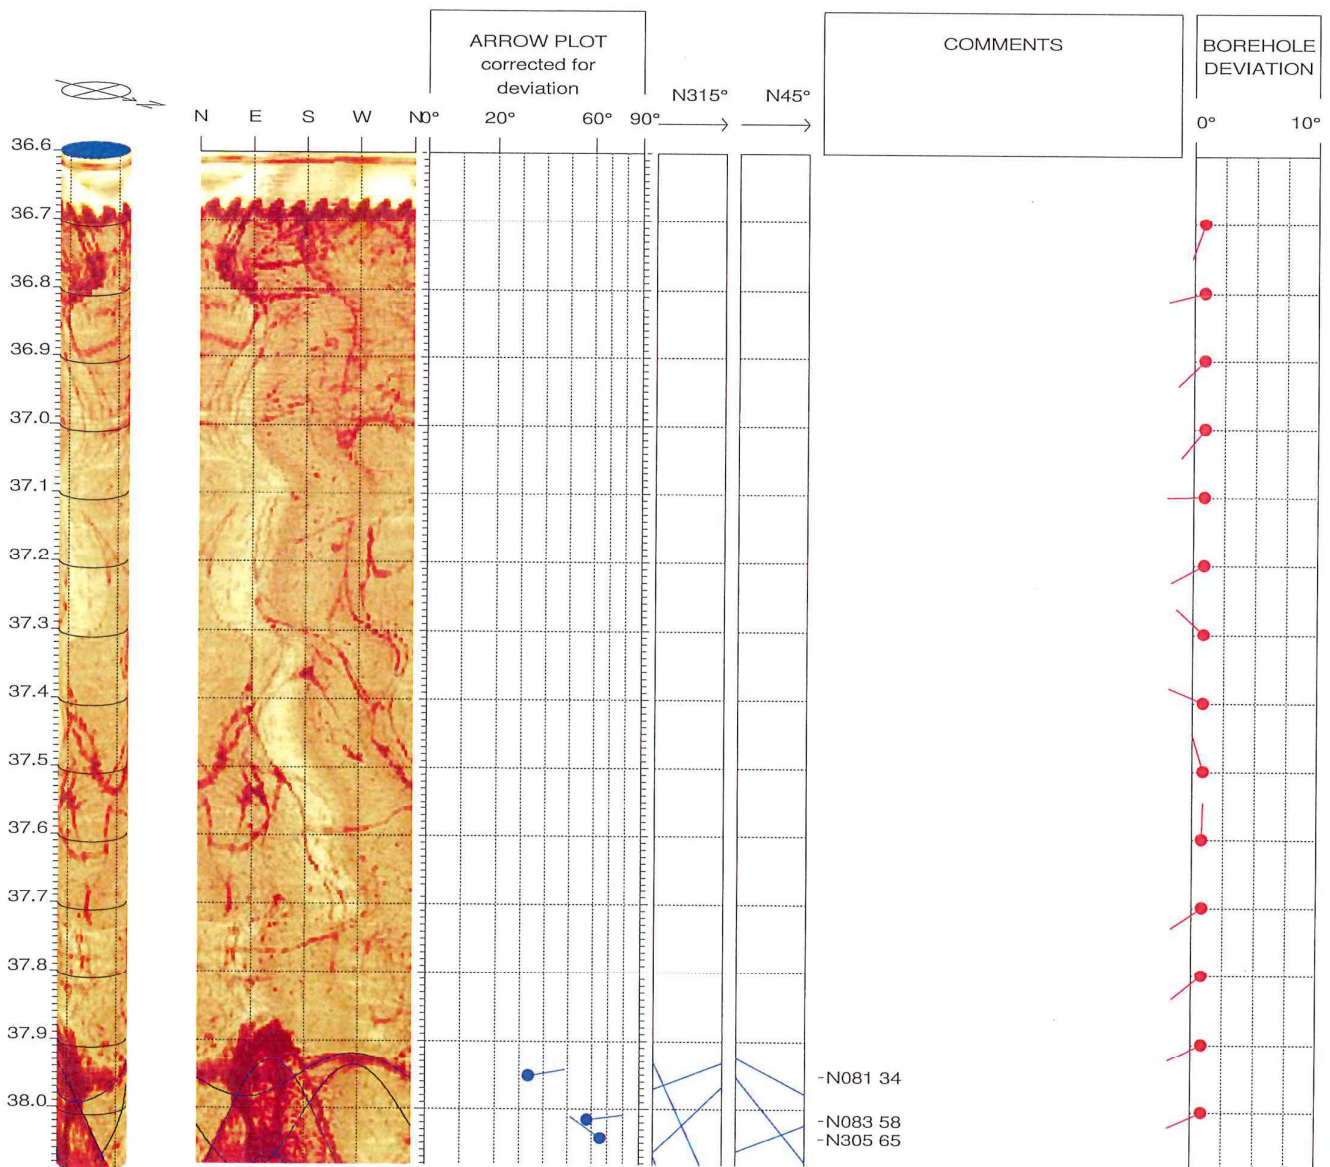 ARROW PLOT
corrected for
deviation
COMMENTS
BOREHOLE
DEVIATION
N315°
N45°
N E S W N
0° 20° 60° 90°
0° 10°
36.6
36.7
36.8
36.9
37.0
37.1
37.2
37.3
37.4
37.5
37.6
37.7
37.8
37.9
38.0
-N081 34
-N083 58
-N305 65